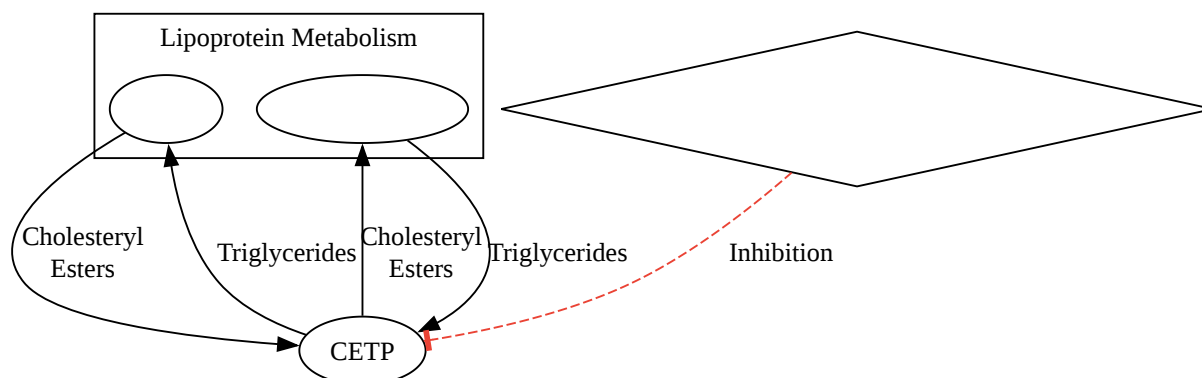 Lipoprotein Metabolism
Cholesteryl
Esters
Triglycerides
Cholesteryl
Esters
Triglycerides
Inhibition
CETP